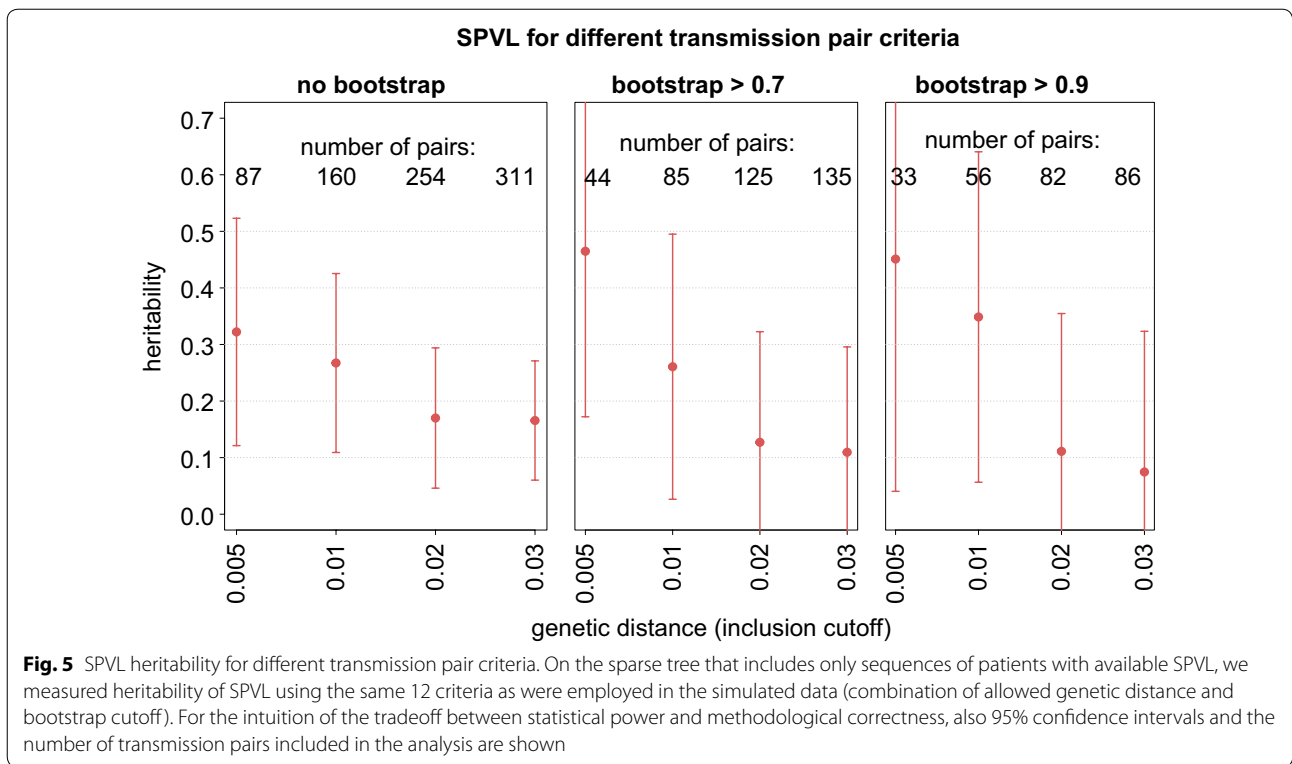 SPVL for different transmission pair criteria
no bootstrap
bootstrap > 0.7
bootstrap > 0.9
0.7
0.6
0.5
0.4
0.3
0.2
0.1
0.0
heritability
number of pairs:
87 160 254 311
number of pairs:
44 85 125 135
number of pairs:
33 56 82 86
0.005 0.01 0.02 0.03
0.005 0.01 0.02 0.03
0.005 0.01 0.02 0.03
genetic distance (inclusion cutoff)
Fig. 5 SPVL heritability for different transmission pair criteria. On the sparse tree that includes only sequences of patients with available SPVL, we
measured heritability of SPVL using the same 12 criteria as were employed in the simulated data (combination of allowed genetic distance and
bootstrap cutoff). For the intuition of the tradeoff between statistical power and methodological correctness, also 95% confidence intervals and the
number of transmission pairs included in the analysis are shown